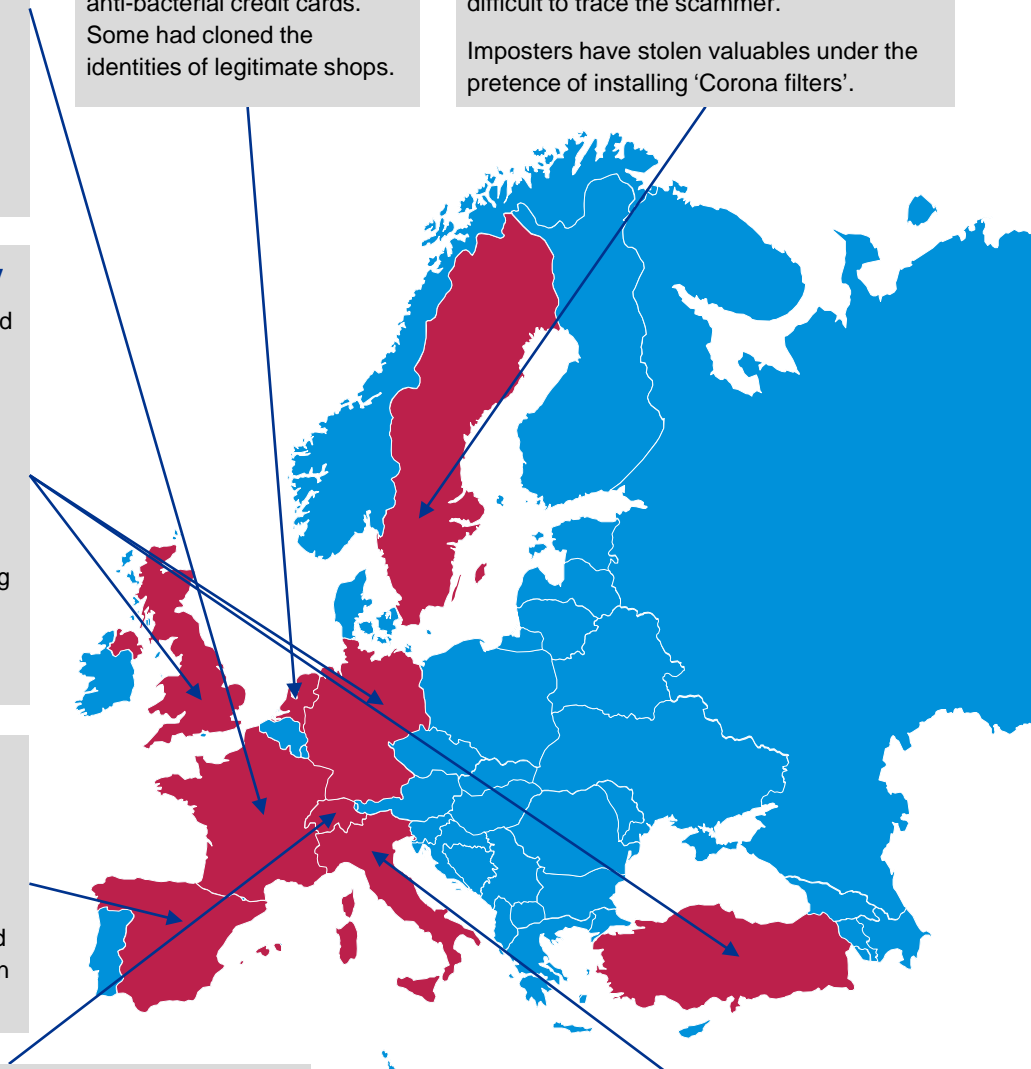 anti-bacterial credit cards.
Some had cloned the
identities of legitimate shops.
difficult to trace the scammer.
Imposters have stolen valuables under the
pretence of installing ‘Corona filters’.